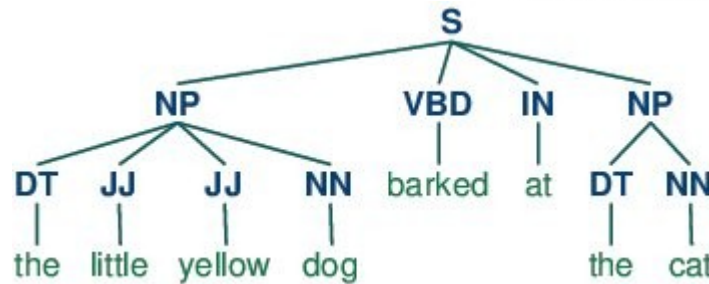 S
NP VBD IN NP
DT JJ JJ NN barked at DT NN
the little yellow dog the cat